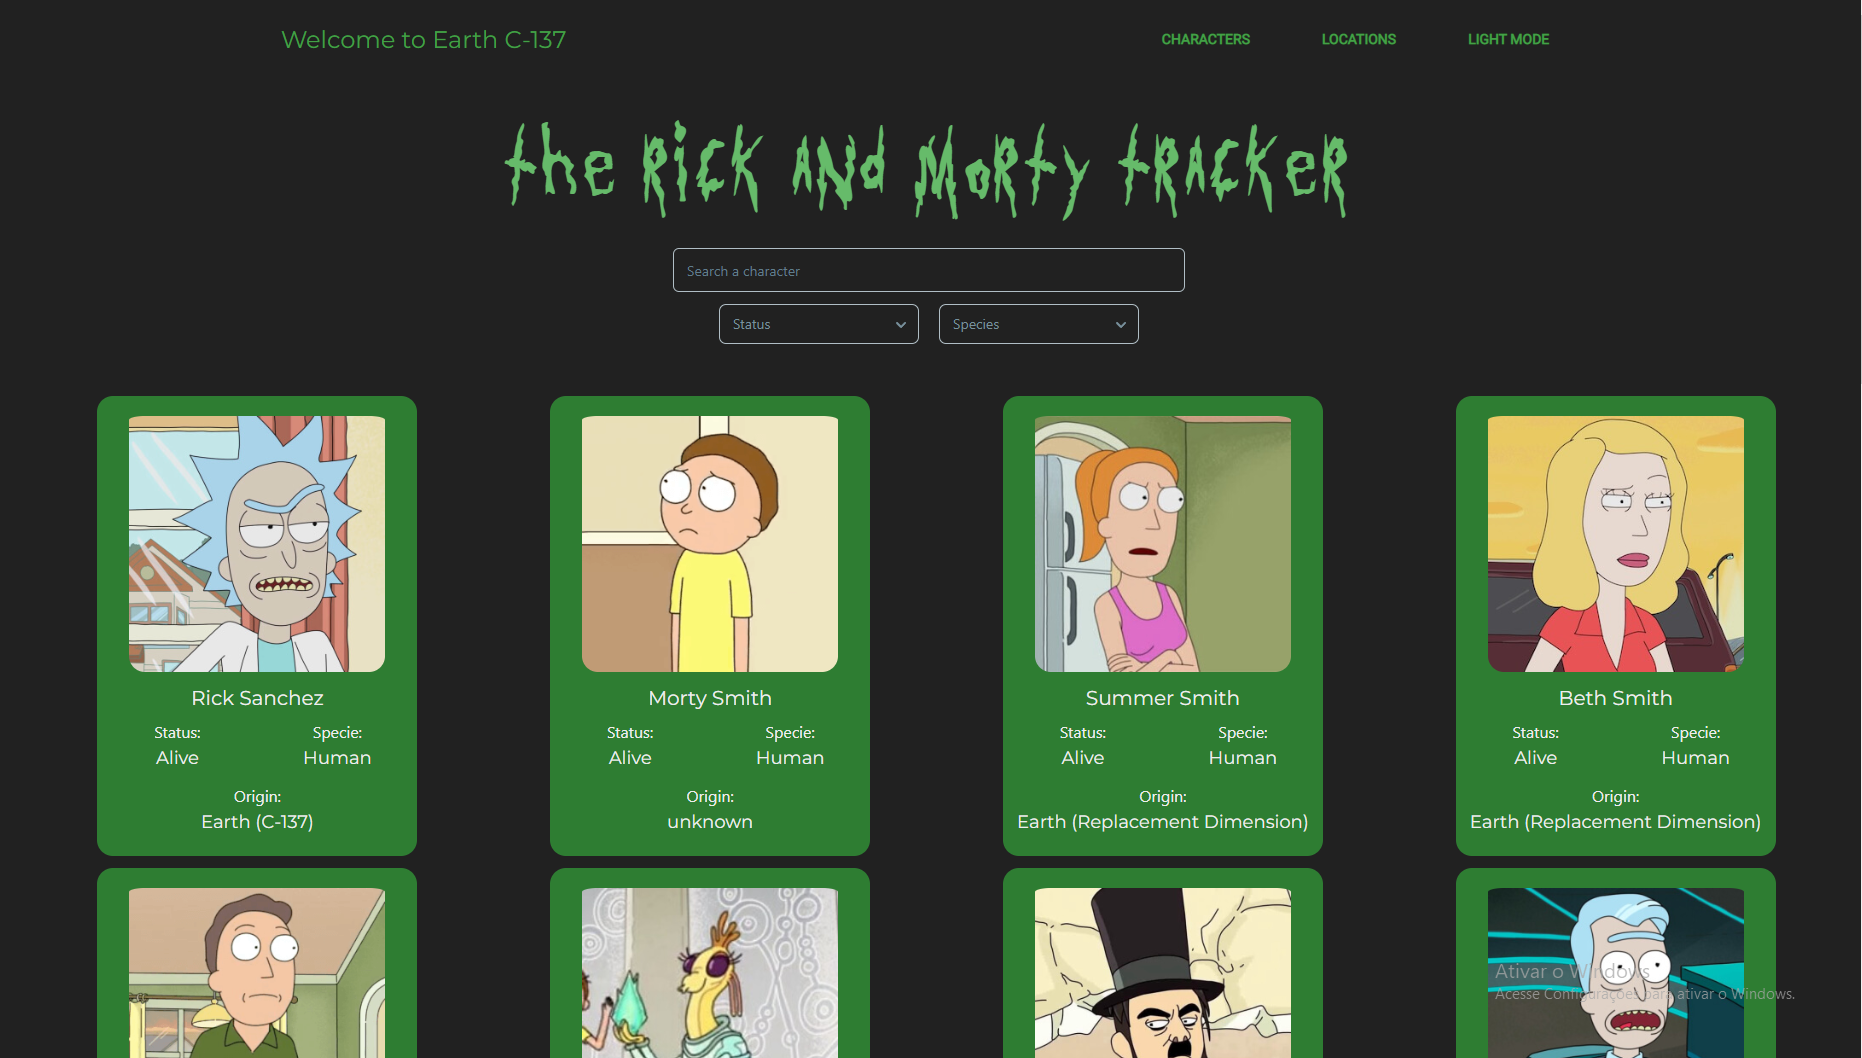 Welcome to Earth C-137
CHARACTERS LOCATIONS LIGHT MODE
the Rick and Morty tracker
Search a character
Status Species
Rick Sanchez
Status: Specie:
Alive Human
Origin:
Earth (C-137)
Morty Smith
Status: Specie:
Alive Human
Origin:
unknown
Summer Smith
Status: Specie:
Alive Human
Origin:
Earth (Replacement Dimension)
Beth Smith
Status: Specie:
Alive Human
Origin:
Earth (Replacement Dimension)
Ativar o Windows
Acesse Configurações para ativar o Windows.